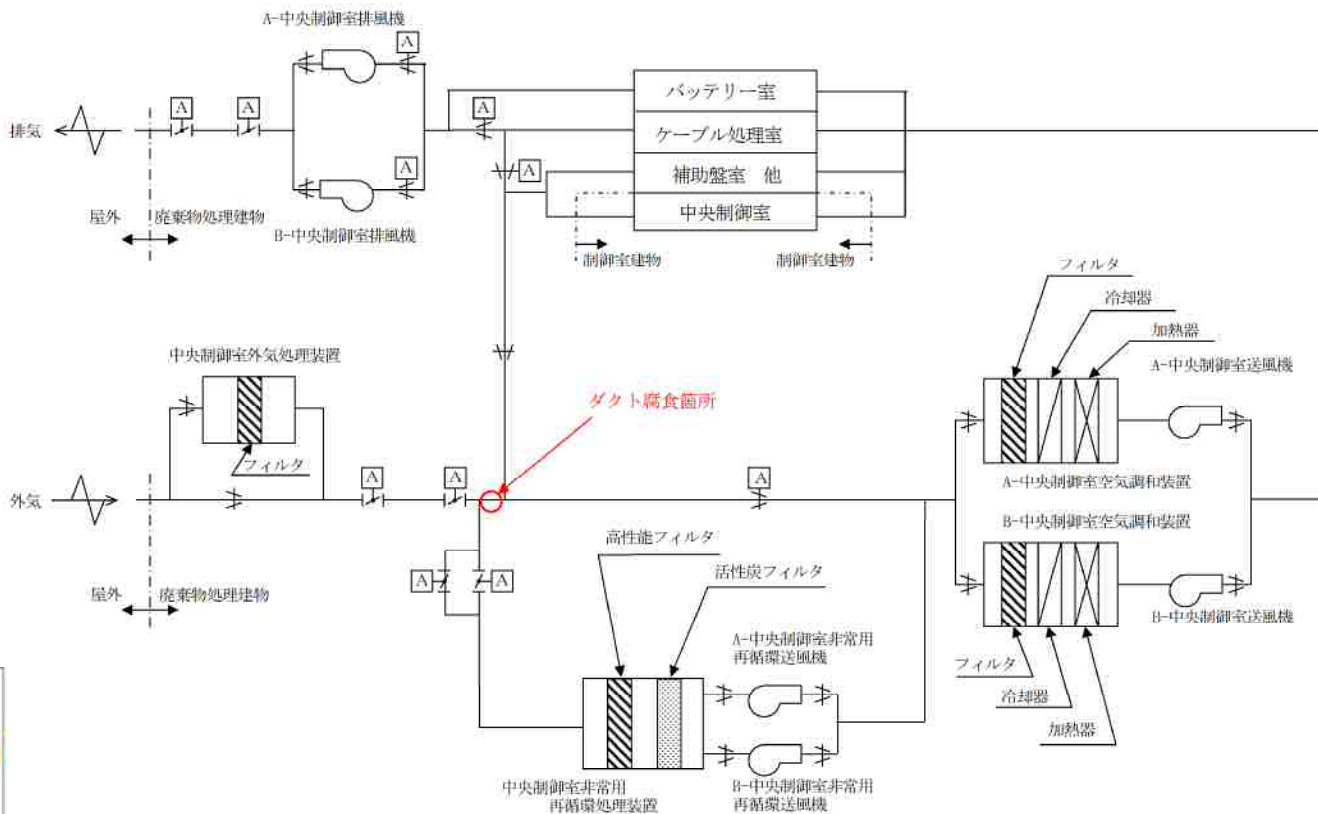 A-中央制御室排風機
A
A
A
排気
A
A
B-中央制御室排風機
屋外
廃棄物処理建物
A
バッテリー室
ケーブル処理室
補助盤室 他
中央制御室
制御室建物
制御室建物
フィルタ
冷却器
加熱器
A-中央制御室送風機
中央制御室外気処理装置
フィルタ
ダクト腐食箇所
外気
A
A
A
A-中央制御室空気調和装置
B-中央制御室空気調和装置
高性能フィルタ
活性炭フィルタ
A
A
屋外
廃棄物処理建物
B-中央制御室送風機
A-中央制御室非常用
再循環送風機
フィルタ
冷却器
加熱器
中央制御室非常用
再循環処理装置
B-中央制御室非常用
再循環送風機